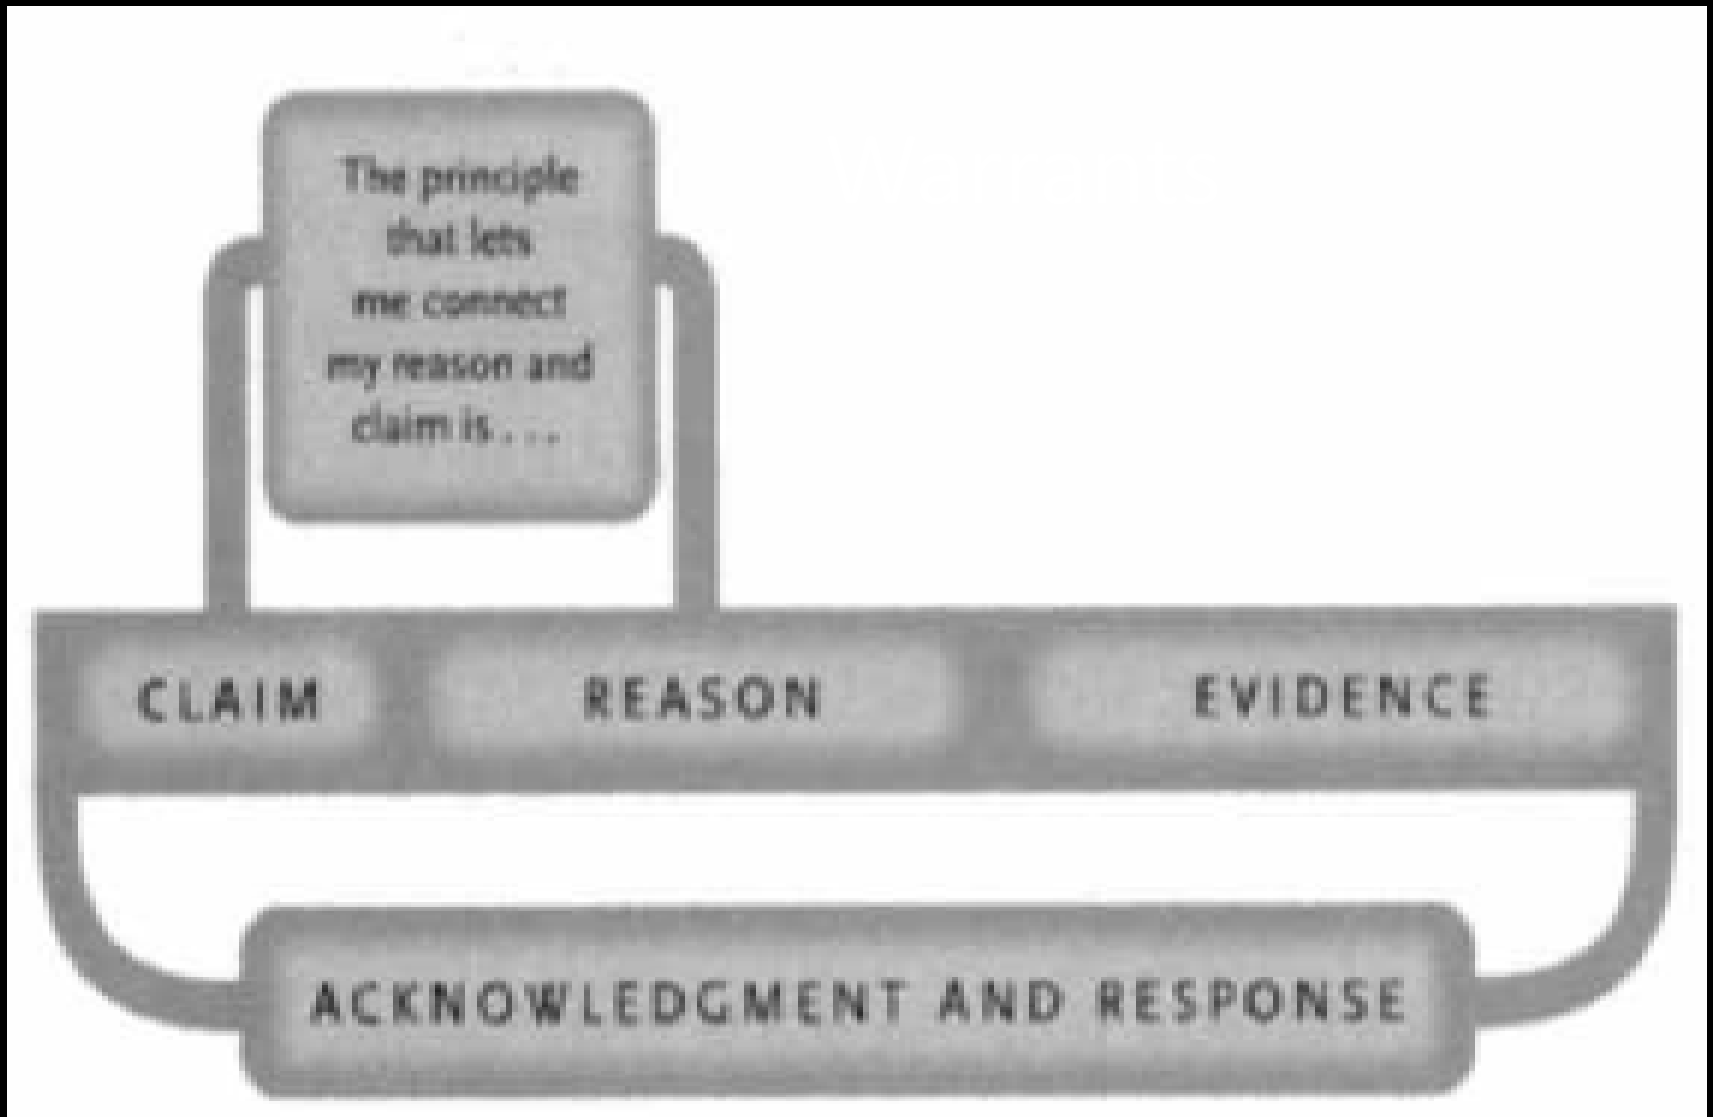 The principle
that lets
me connect
my reason and
claim is . . .
CLAIM REASON EVIDENCE
ACKNOWLEDGMENT AND RESPONSE